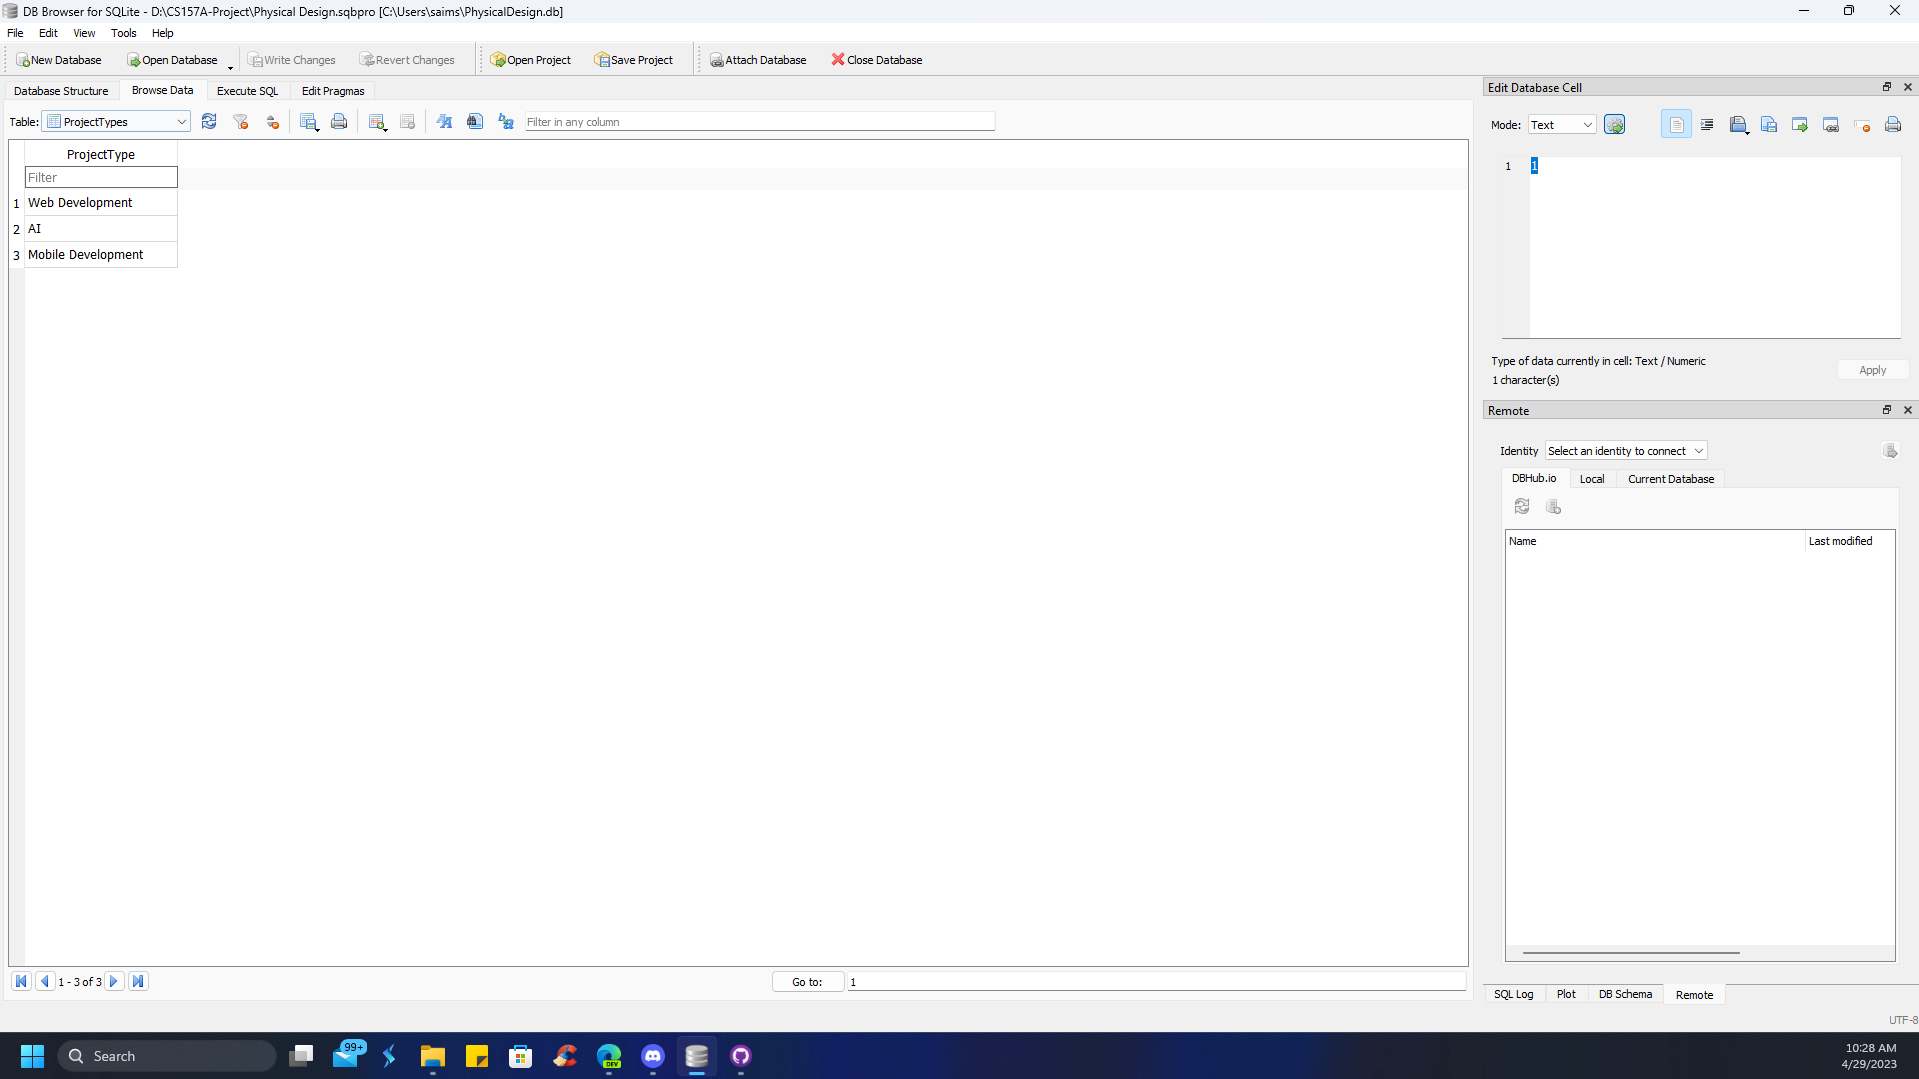 DB Browser for SQLite - D:\CS157A-Project\Physical Design.sqbpro [C:\Users\saims\PhysicalDesign.db]
File Edit View Tools Help
New Database Open Database Write Changes Revert Changes Open Project Save Project Attach Database Close Database
Database Structure Browse Data Execute SQL Edit Pragmas
Table: ProjectTypes Filter in any column
ProjectType
Filter
1 Web Development
2 AI
3 Mobile Development
1 - 3 of 3 Go to: 1
Edit Database Cell
Mode: Text
1 1
Type of data currently in cell: Text / Numeric
1 character(s)
Apply
Remote
Identity Select an identity to connect
DBHub.io Local Current Database
Name Last modified
SQL Log Plot DB Schema Remote
UTF-8
Search 99+ DEV
10:28 AM
4/29/2023